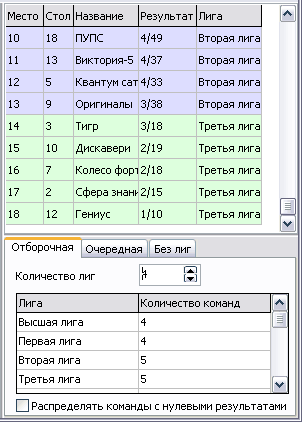 Место Стол Название Результат Лига
10 18 ПУПС 4/49 Вторая лига
11 13 Виктория-5 4/37 Вторая лига
12 5 Квантум сат 4/33 Вторая лига
13 9 Оригиналы 3/38 Вторая лига
14 3 Тигр 3/18 Третья лига
15 10 Дискавери 2/19 Третья лига
16 7 Колесо форт 2/18 Третья лига
17 2 Сфера знани 2/15 Третья лига
18 12 Гениус 1/10 Третья лига
Отборочная Очередная Без лиг
Количество лиг
Лига Количество команд
Высшая лига 4
Первая лига 4
Вторая лига 5
Третья лига 5
Распределять команды с нулевыми результатами